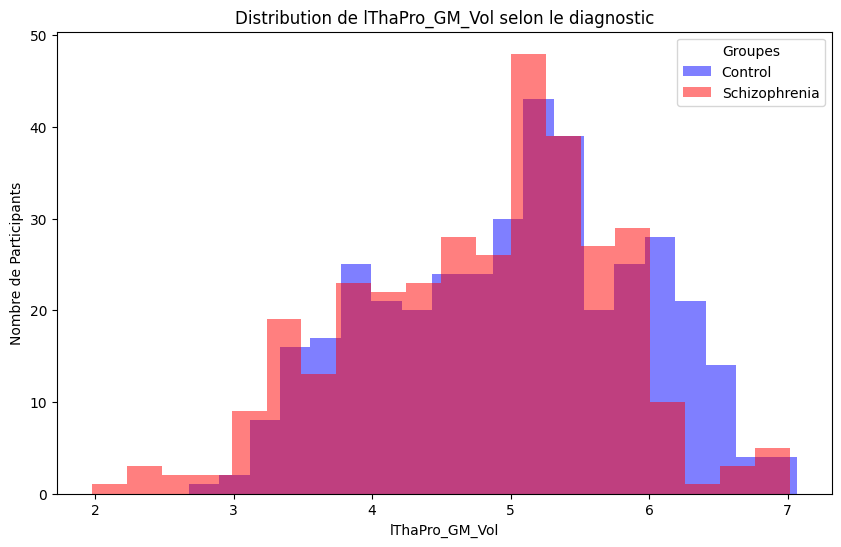 Distribution de lThaPro_GM_Vol selon le diagnostic
Nombre de Participants
50
40
30
20
10
0
Groupes
Control
Schizophrenia
2 3 4 5 6 7
lThaPro_GM_Vol